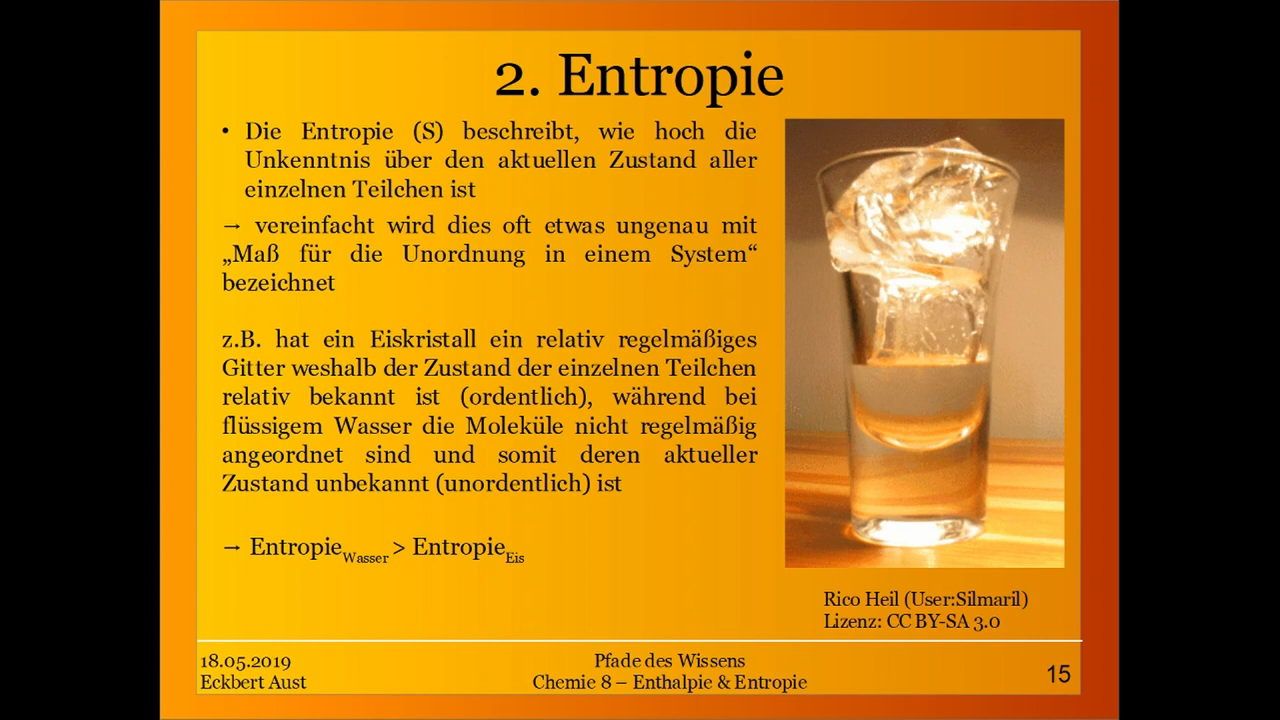 2. Entropie
• Die Entropie (S) beschreibt, wie hoch die
Unkenntnis über den aktuellen Zustand aller
einzelnen Teilchen ist
→ vereinfacht wird dies oft etwas ungenau mit
„Maß für die Unordnung in einem System“
bezeichnet
z.B. hat ein Eiskristall ein relativ regelmäßiges
Gitter weshalb der Zustand der einzelnen Teilchen
relativ bekannt ist (ordentlich), während bei
flüssigem Wasser die Moleküle nicht regelmäßig
angeordnet sind und somit deren aktueller
Zustand unbekannt (unordentlich) ist
→ Entropie Wasser > Entropie Eis
Rico Heil (User:Silmaril)
Lizenz: CC BY-SA 3.0
18.05.2019
Eckbert Aust
Pfade des Wissens
Chemie 8 – Enthalpie & Entropie
15